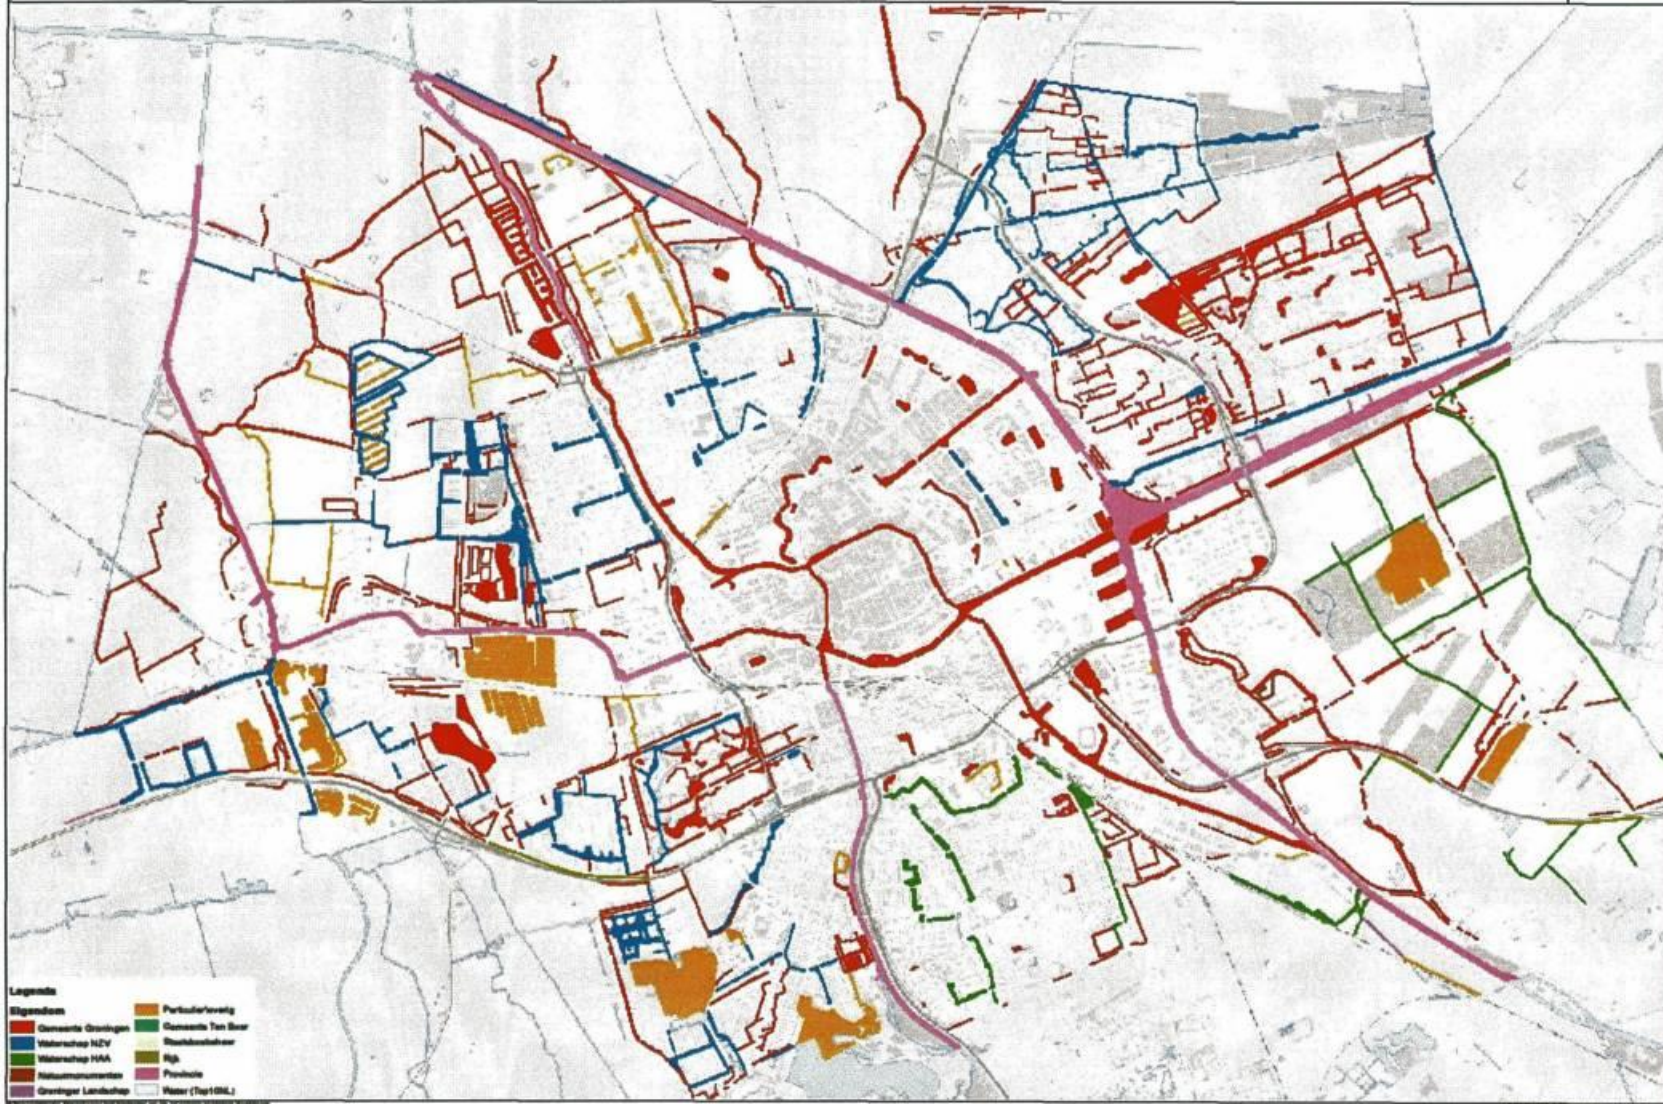 Legenda
Eigendom
Gemeente Groningen
Waterschap NZV
Waterschap HAA
Natuurmonumenten
Groninger Landschap
Particulier/overig
Gemeente Ten Boer
Staatsbosbeheer
Rijk
Provincie
Water (Top10NL)